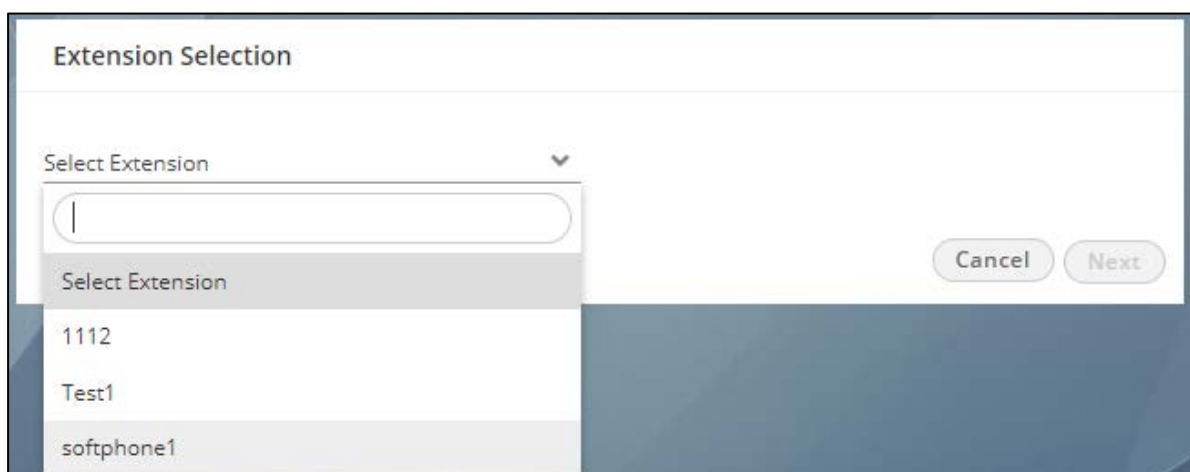 Extension Selection
Select Extension
Select Extension
Cancel Next
1112
Test1
softphone1